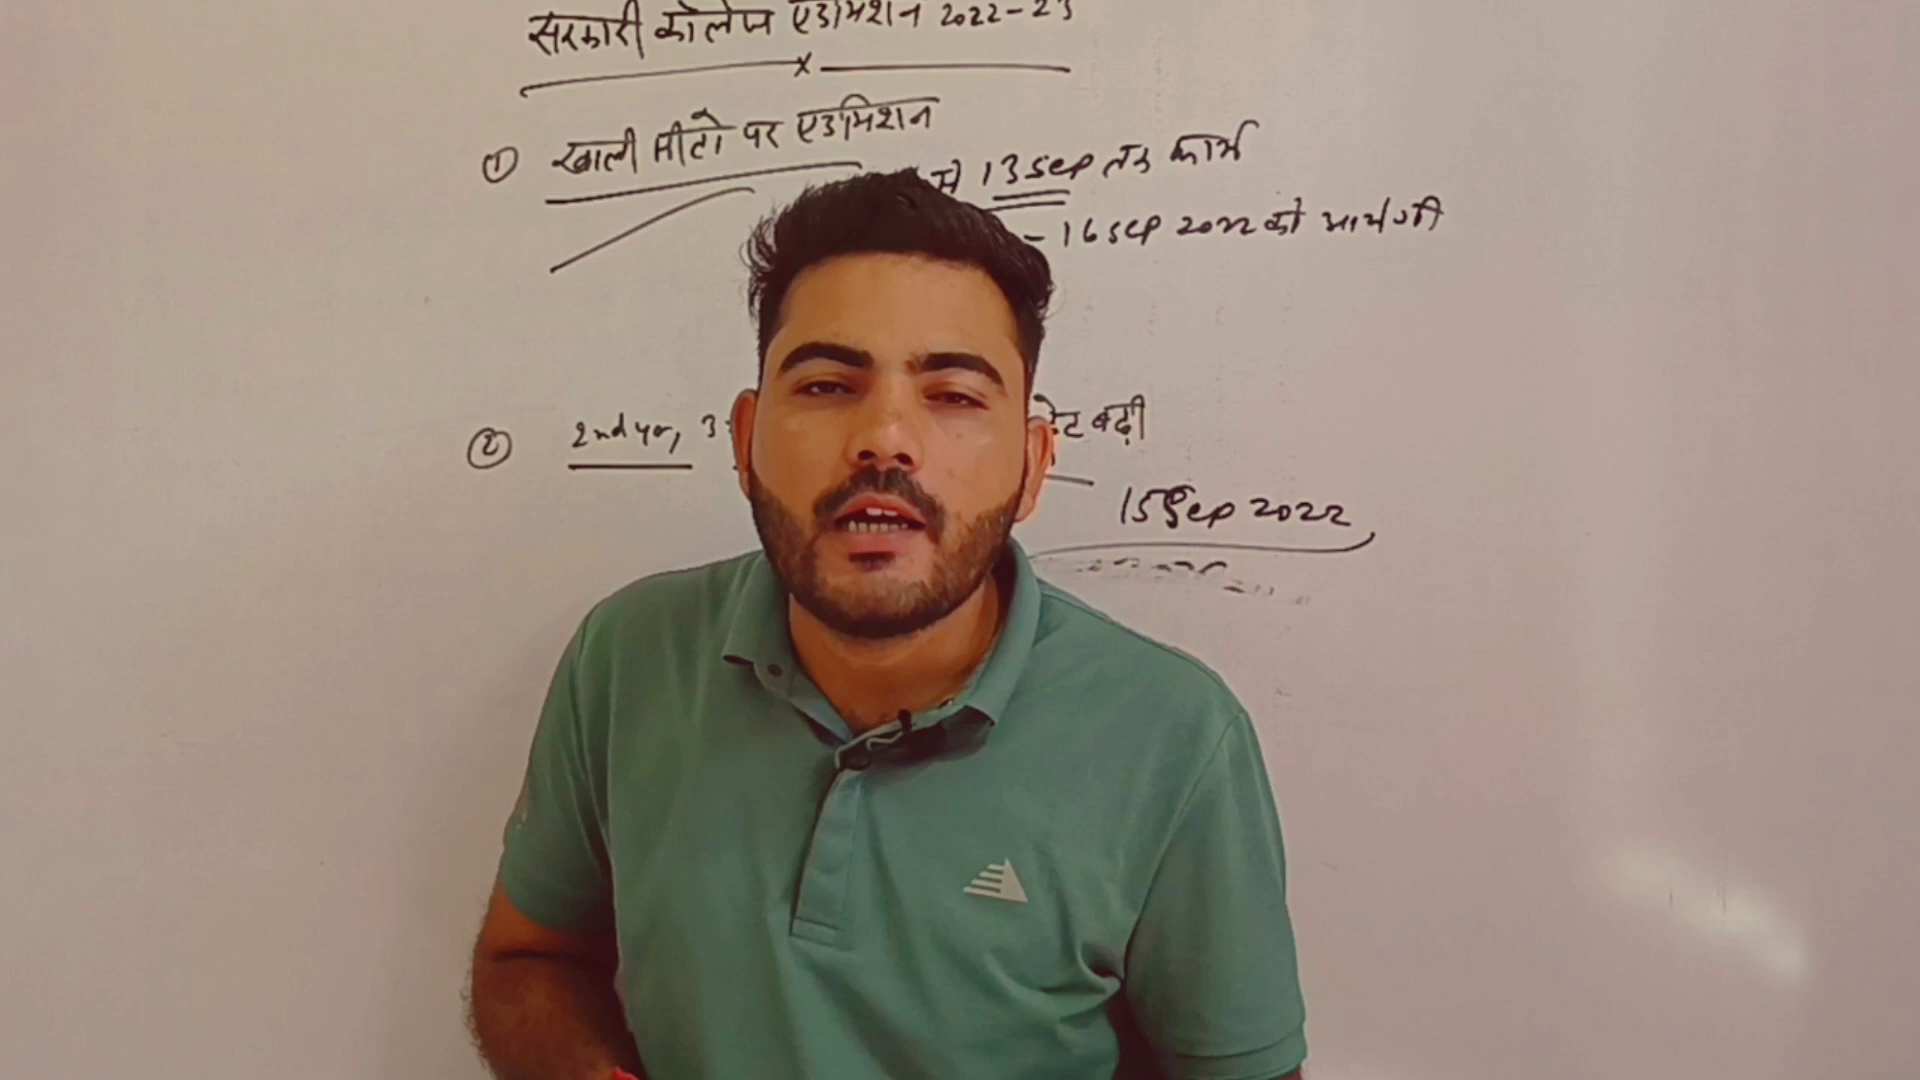 सरकारी कॉलेज एडमिशन 2022-23
① खाली सीटो पर एडमिशन
से 13 Sep तक फार्म
- 16 sep 2022 को आयेगी
② 2nd yr, 3
डेट बढ़ी
15 Sep 2022